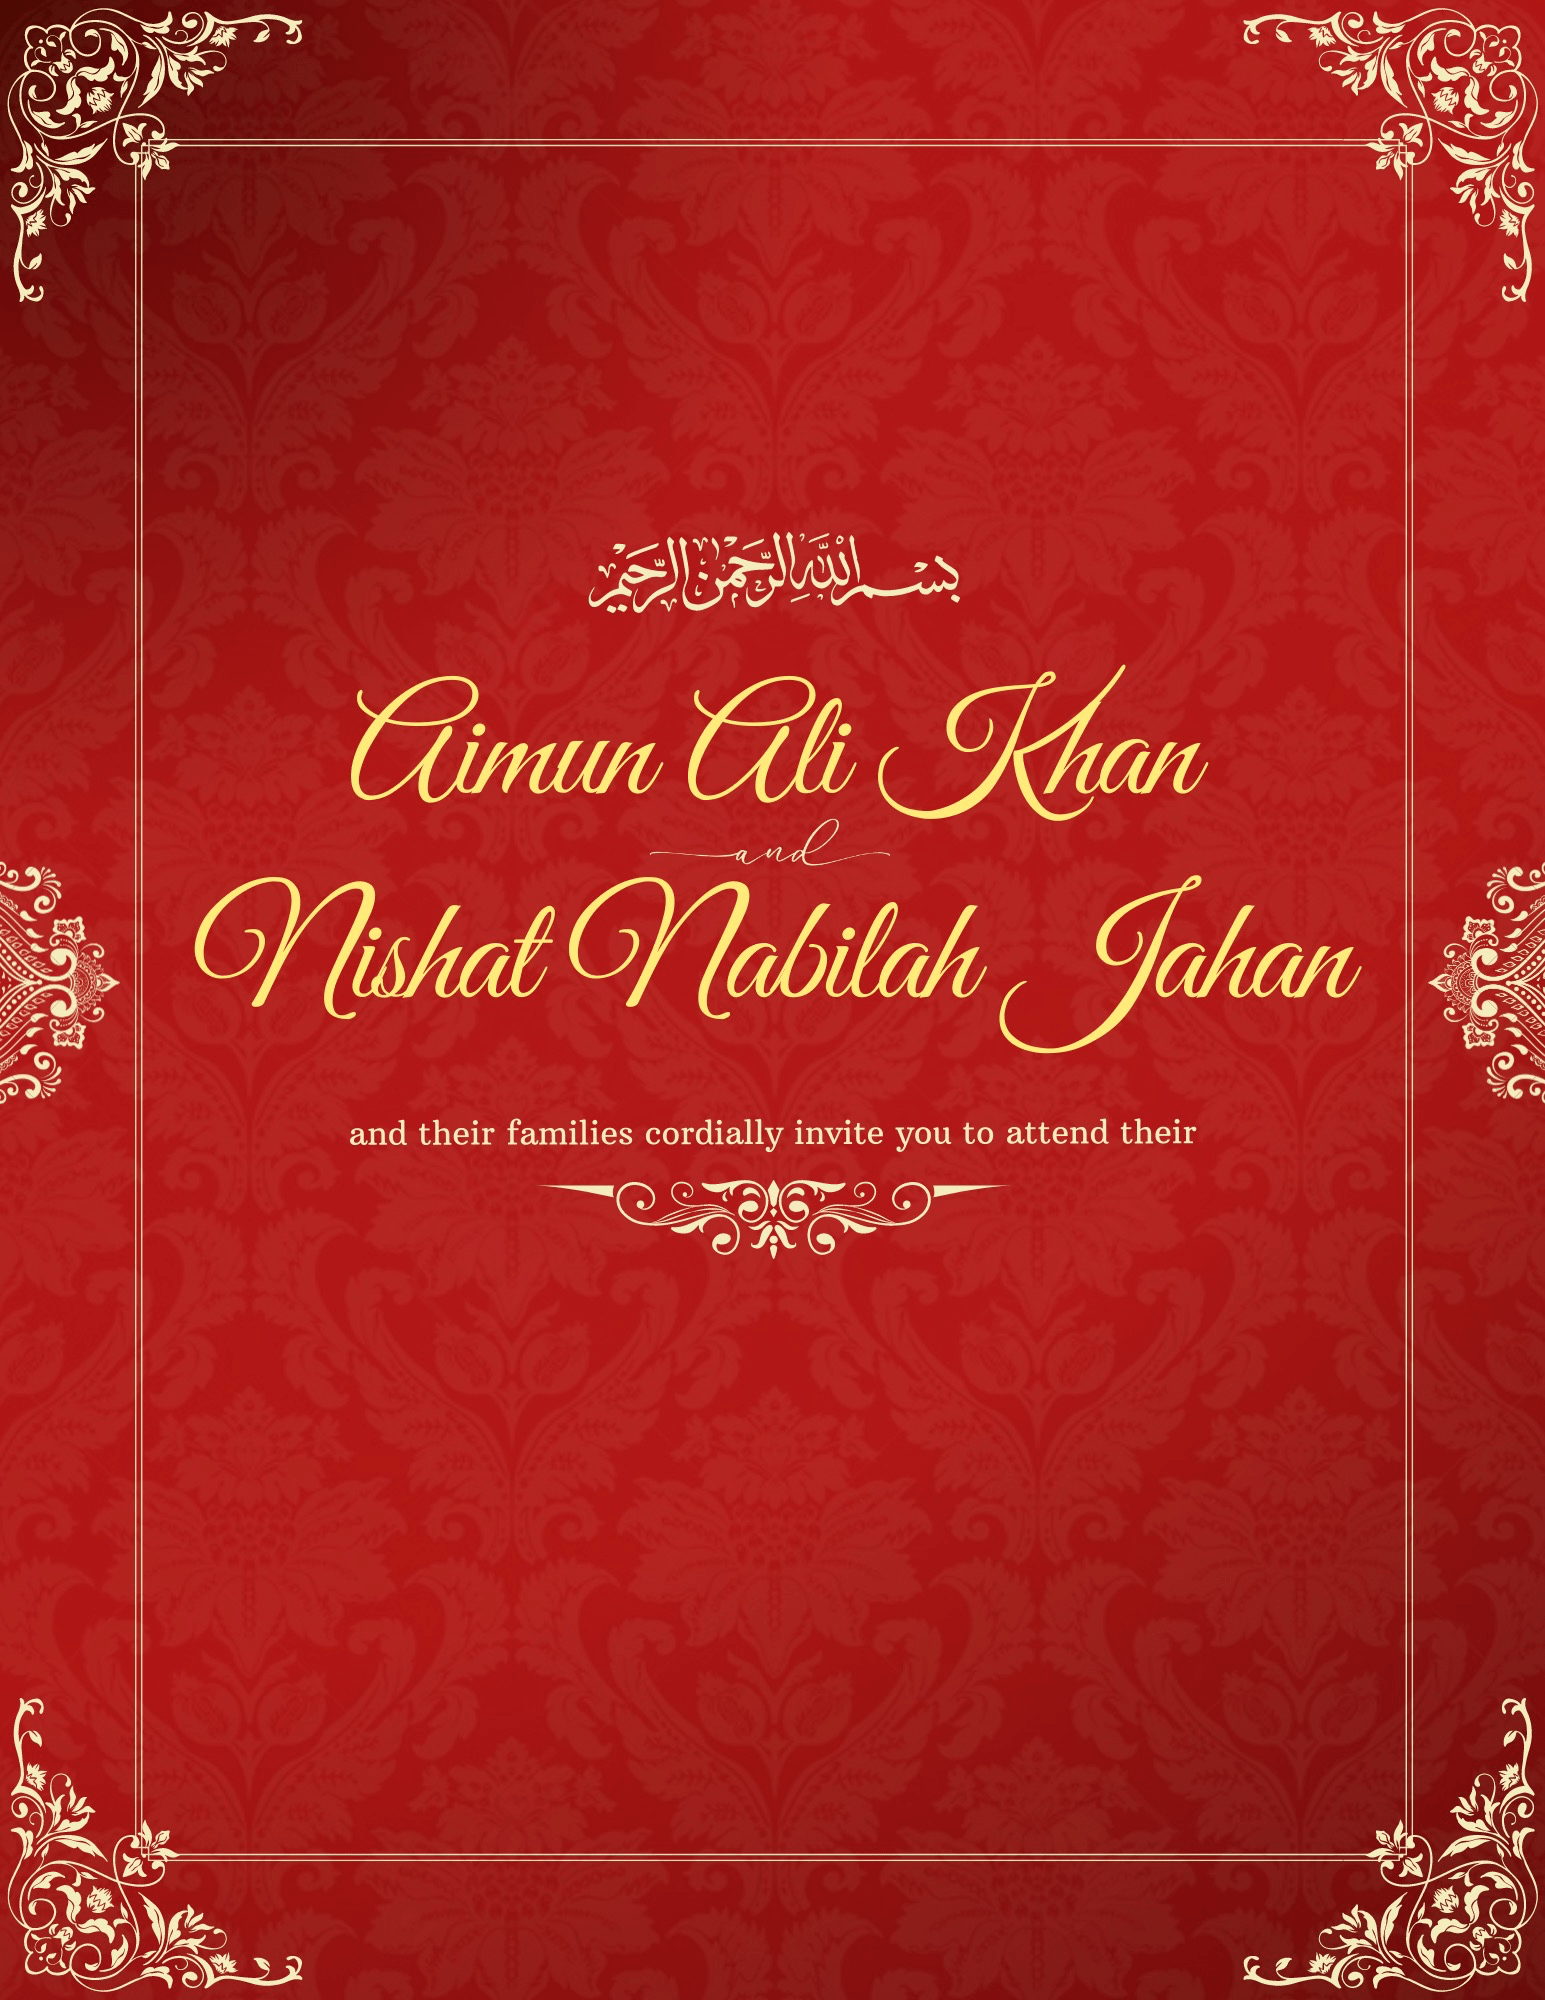 بسم الله الرحمن الرحيم
Aimun Ali Khan
and
Nishat Nabilah Jahan
and their families cordially invite you to attend their